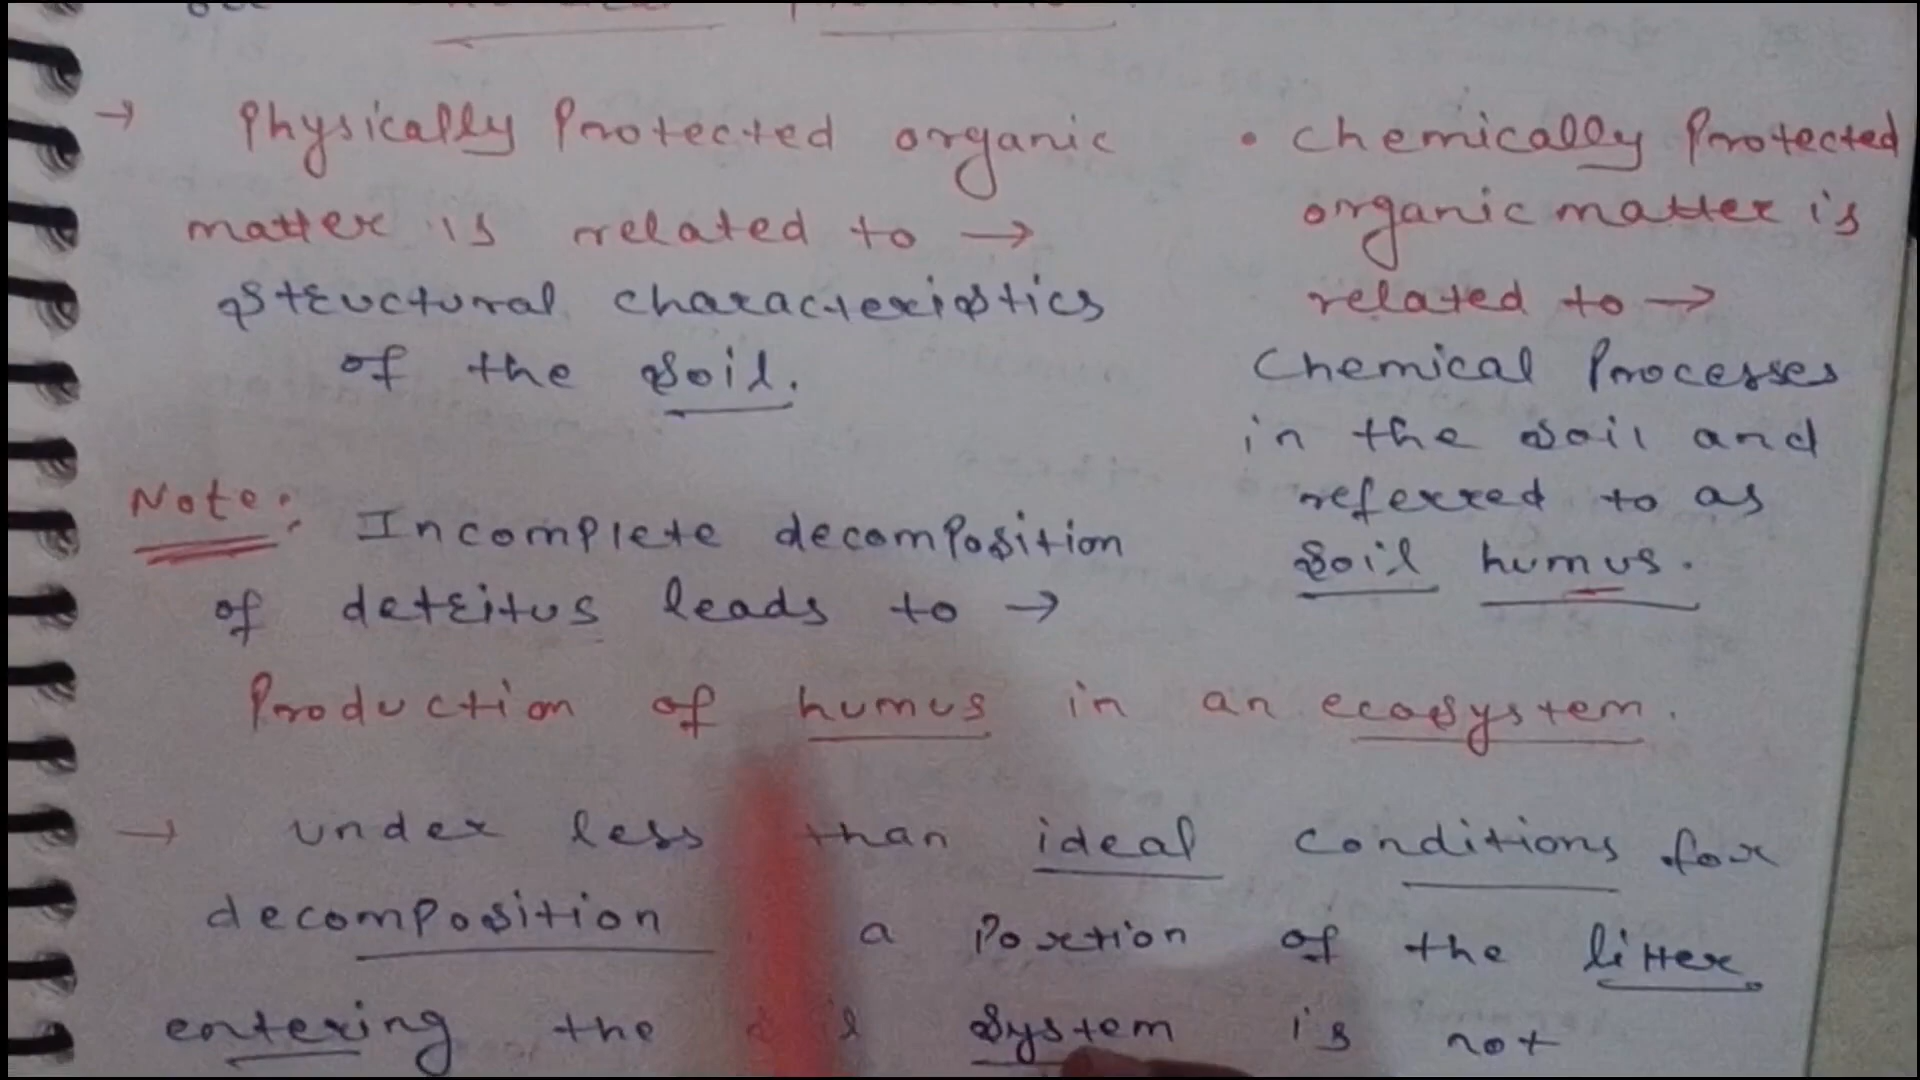 → Physically Protected organic
matter is related to →
structural characteristics
of the soil.
• Chemically Protected
organic matter is
related to →
Chemical Processes
in the soil and
referred to as
soil humus.
Note: Incomplete decomposition
of detritus leads to →
Production of humus in an ecosystem.
→ under less than ideal conditions for
decomposition a Portion of the litter
entering the system is not